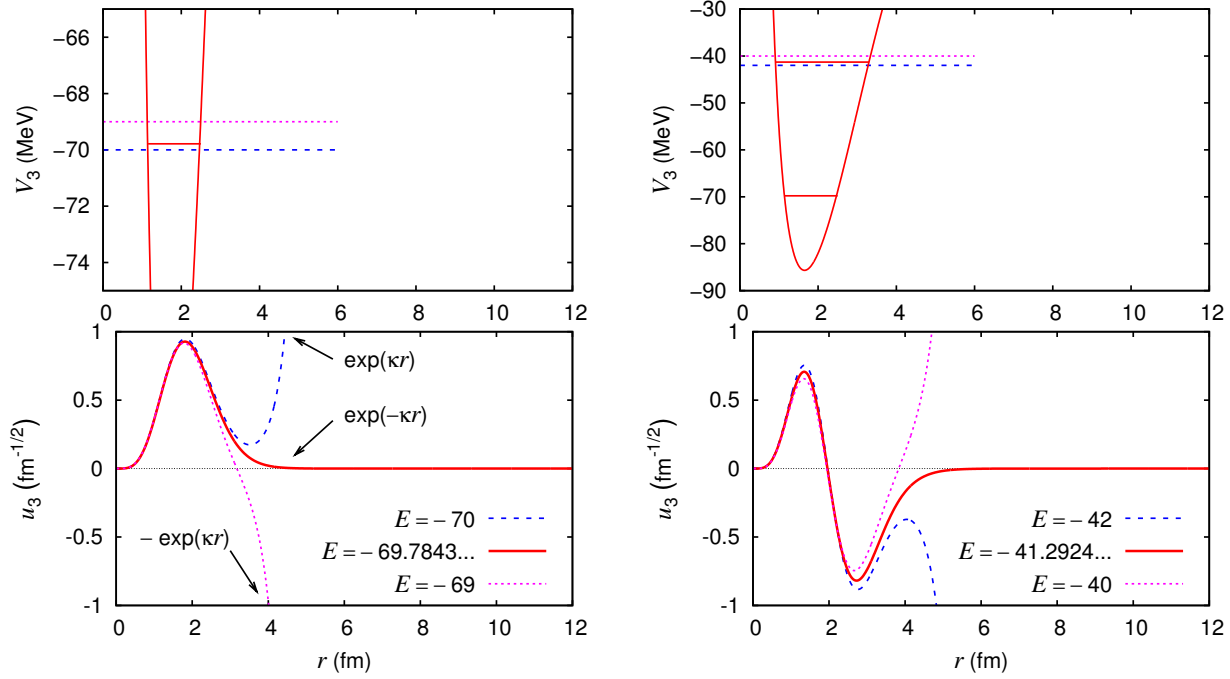 V₃ (MeV)
−66
−68
−70
−72
−74
0 2 4 6 8 10 12
V₃ (MeV)
−30
−40
−50
−60
−70
−80
−90
0 2 4 6 8 10 12
u₃ (fm⁻¹ᐟ²)
1
0.5
0
-0.5
-1
exp(κr)
exp(−κr)
− exp(κr)
E = − 70
E = − 69.7843...
E = − 69
0 2 4 6 8 10 12
r (fm)
u₃ (fm⁻¹ᐟ²)
1
0.5
0
-0.5
-1
E = − 42
E = − 41.2924...
E = − 40
0 2 4 6 8 10 12
r (fm)